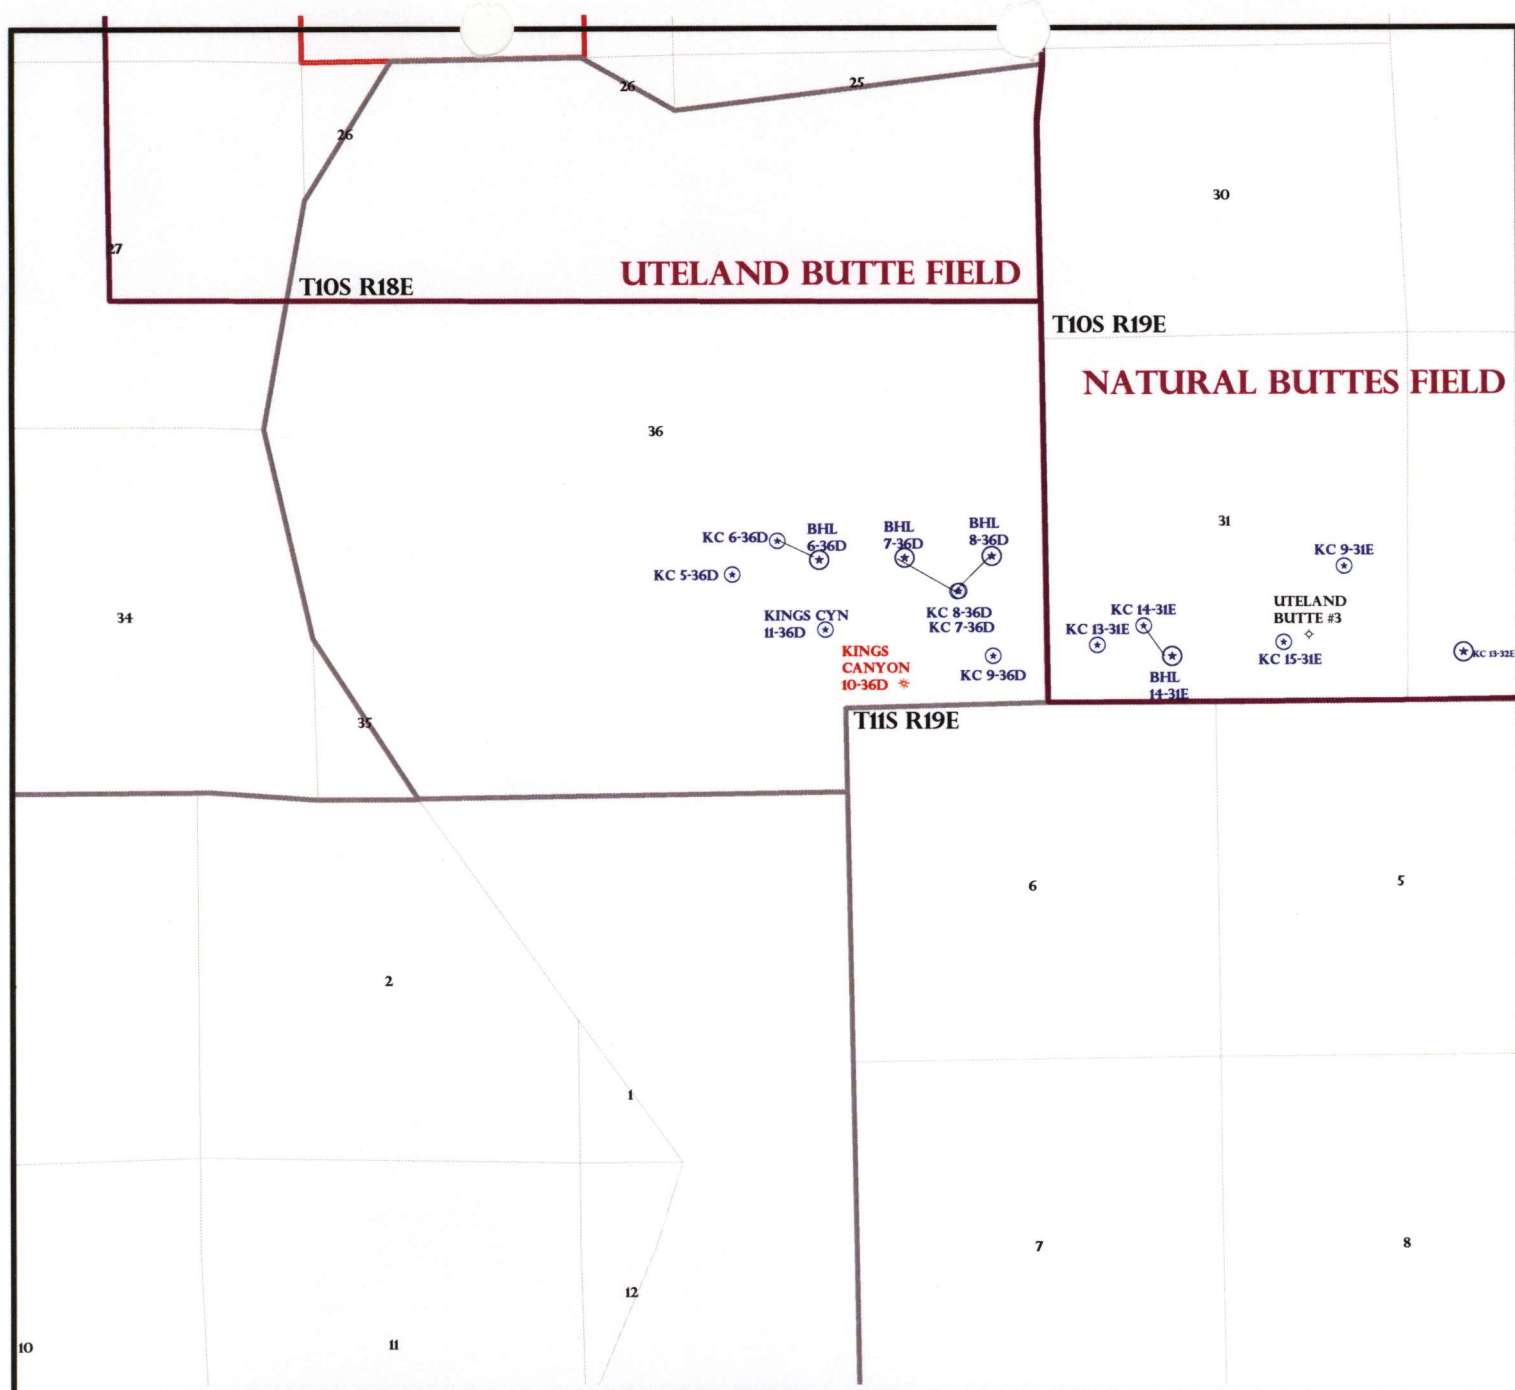 26
25
26
30
27
UTELAND BUTTE FIELD
T10S R18E
T10S R19E
NATURAL BUTTES FIELD
36
31
BHL
6-36D
BHL
7-36D
BHL
8-36D
KC 6-36D
KC 9-31E
KC 5-36D
UTELAND
BUTTE #3
34
KINGS CYN
11-36D
KC 8-36D
KC 7-36D
KC 14-31E
KC 13-31E
KINGS
CANYON
10-36D
KC 9-36D
BHL
14-31E
KC 15-31E
KC 13-32E
35
T11S R19E
6
5
2
1
7
8
12
10
11